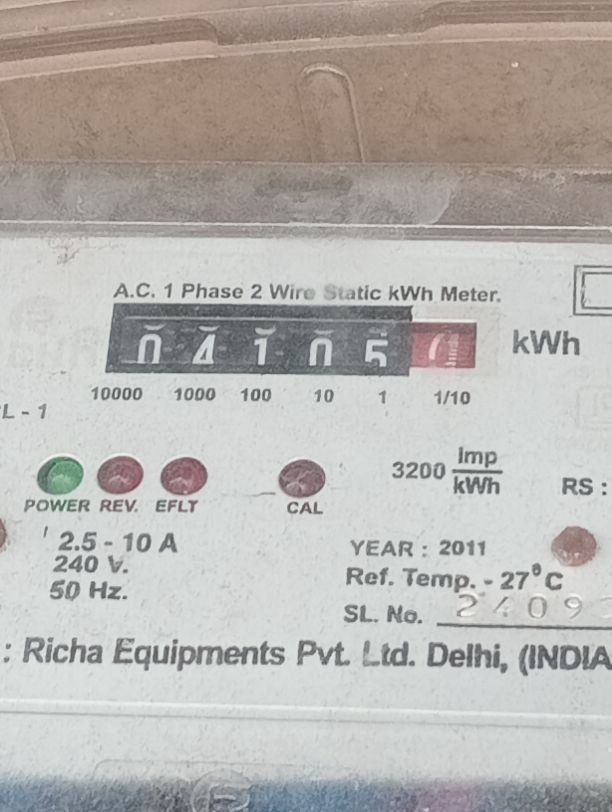 A.C. 1 Phase 2 Wire Static kWh Meter.
0 4 1 0 5 kWh
10000 1000 100 10 1 1/10
CL - 1
3200 Imp/kWh
RS :
POWER REV. EFLT CAL
2.5 - 10 A
240 V.
50 Hz.
YEAR : 2011
Ref. Temp. - 27°C
SL. No. 2409
: Richa Equipments Pvt. Ltd. Delhi, (INDIA